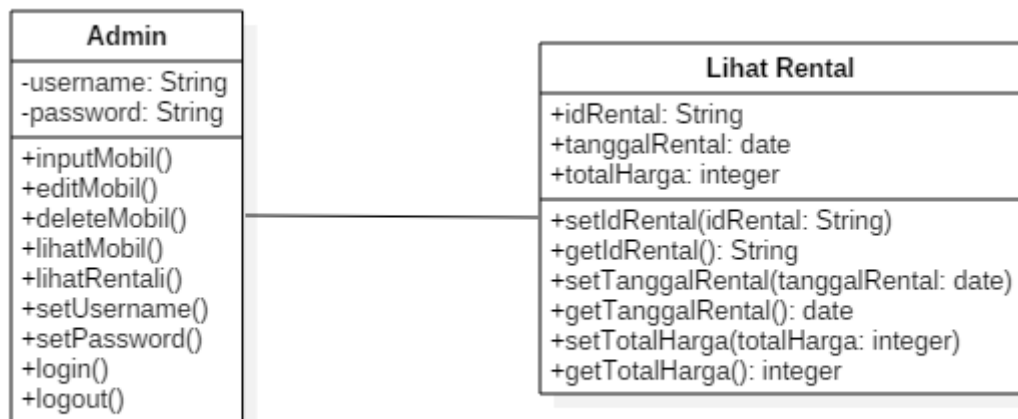 Admin
-username: String
-password: String
+inputMobil()
+editMobil()
+deleteMobil()
+lihatMobil()
+lihatRentali()
+setUsername()
+setPassword()
+login()
+logout()
Lihat Rental
+idRental: String
+tanggalRental: date
+totalHarga: integer
+setIdRental(idRental: String)
+getIdRental(): String
+setTanggalRental(tanggalRental: date)
+getTanggalRental(): date
+setTotalHarga(totalHarga: integer)
+getTotalHarga(): integer